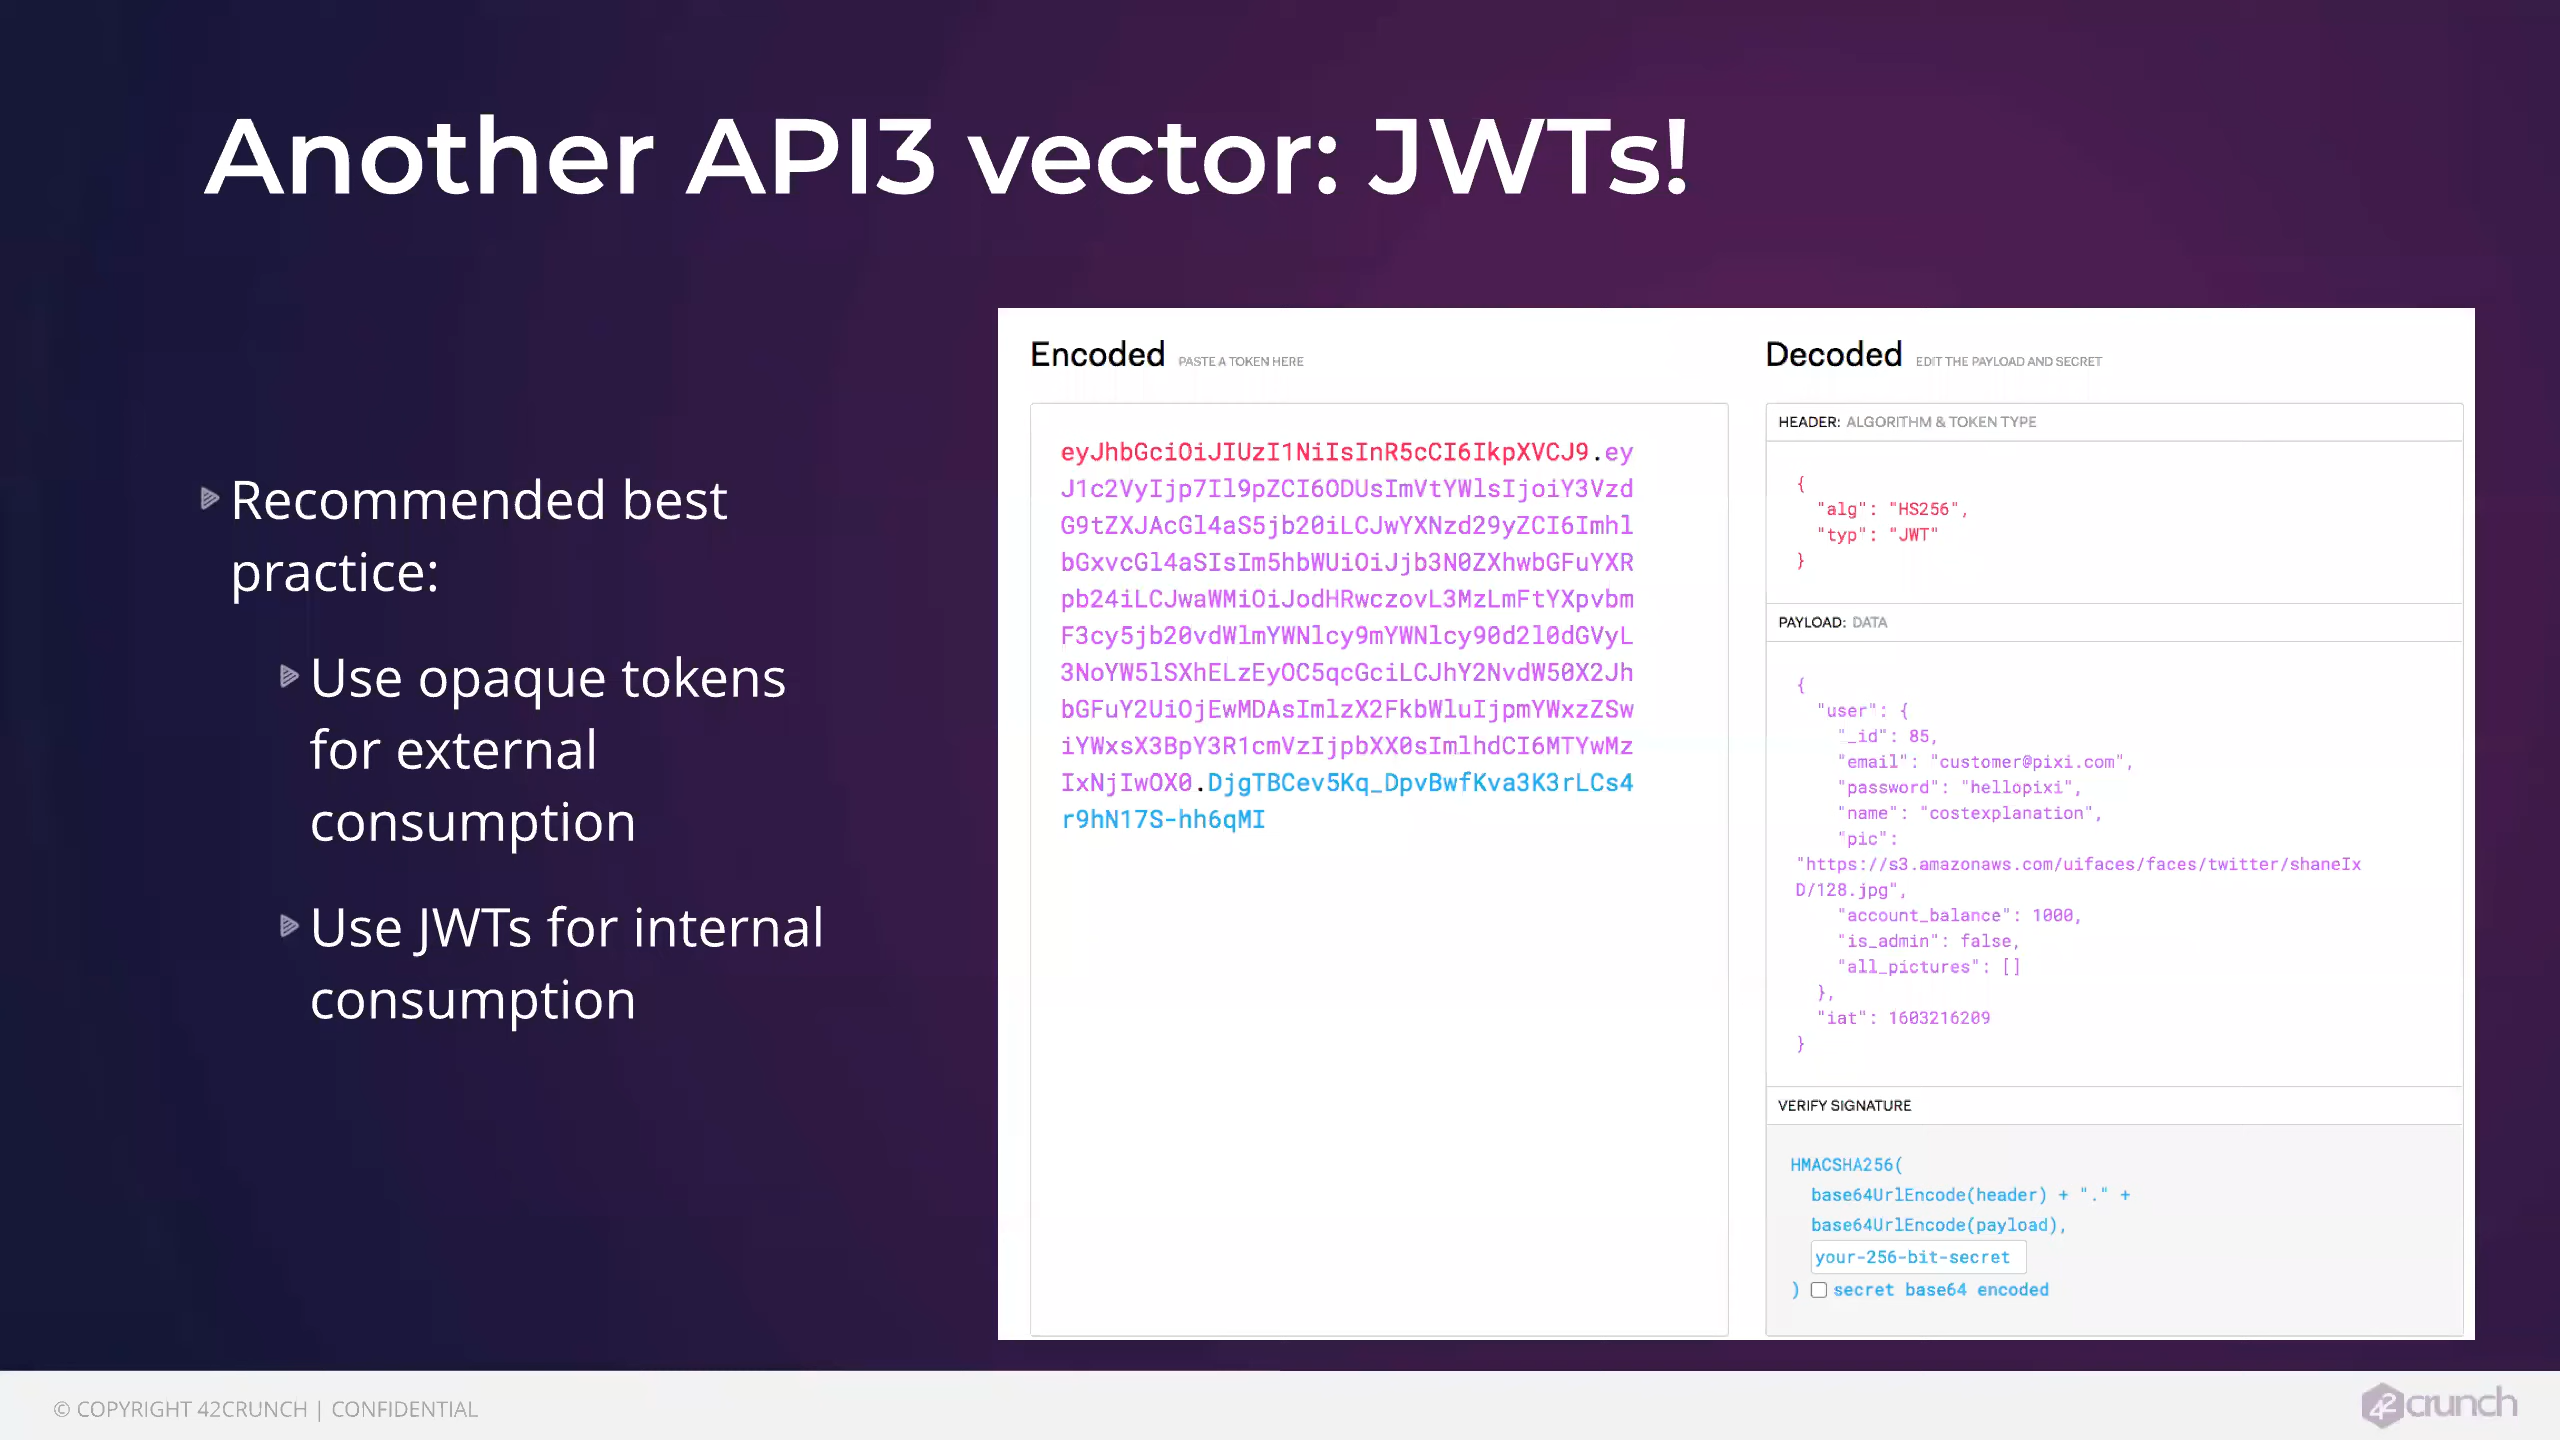 Another API3 vector: JWTs!
Recommended best
practice:
Use opaque tokens
for external
consumption
Use JWTs for internal
consumption
Encoded PASTE A TOKEN HERE
eyJhbGciOiJIUzI1NiIsInR5cCI6IkpXVCJ9.ey
J1c2VyIjp7Il9pZCI6ODUsImVtYWlsIjoiY3Vzd
G9tZXJAcGl4aS5jb20iLCJwYXNzd29yZCI6Imhl
bGxvcGl4aSIsIm5hbWUiOiJjb3N0ZXhwbGFuYXR
pb24iLCJwaWMiOiJodHRwczovL3MzLmFtYXpvbm
F3cy5jb20vdWlmYWNlcy9mYWNlcy90d2l0dGVyL
3NoYW5lSXhELzEyOC5qcGciLCJhY2NvdW50X2Jh
bGFuY2UiOjEwMDAsImlzX2FkbWluIjpmYWxzZSw
iYWxsX3BpY3R1cmVzIjpbXX0sImlhdCI6MTYwMz
IxNjIwOX0.DjgTBCev5Kq_DpvBwfKva3K3rLCs4
r9hN17S-hh6qMI
Decoded EDIT THE PAYLOAD AND SECRET
HEADER: ALGORITHM & TOKEN TYPE
{
"alg": "HS256",
"typ": "JWT"
}
PAYLOAD: DATA
{
"user": {
"_id": 85,
"email": "customer@pixi.com",
"password": "hellopixi",
"name": "costexplanation",
"pic":
"https://s3.amazonaws.com/uifaces/faces/twitter/shaneIx
D/128.jpg",
"account_balance": 1000,
"is_admin": false,
"all_pictures": []
},
"iat": 1603216209
}
VERIFY SIGNATURE
HMACSHA256(
base64UrlEncode(header) + "." +
base64UrlEncode(payload),
your-256-bit-secret
) secret base64 encoded
© COPYRIGHT 42CRUNCH | CONFIDENTIAL
42crunch